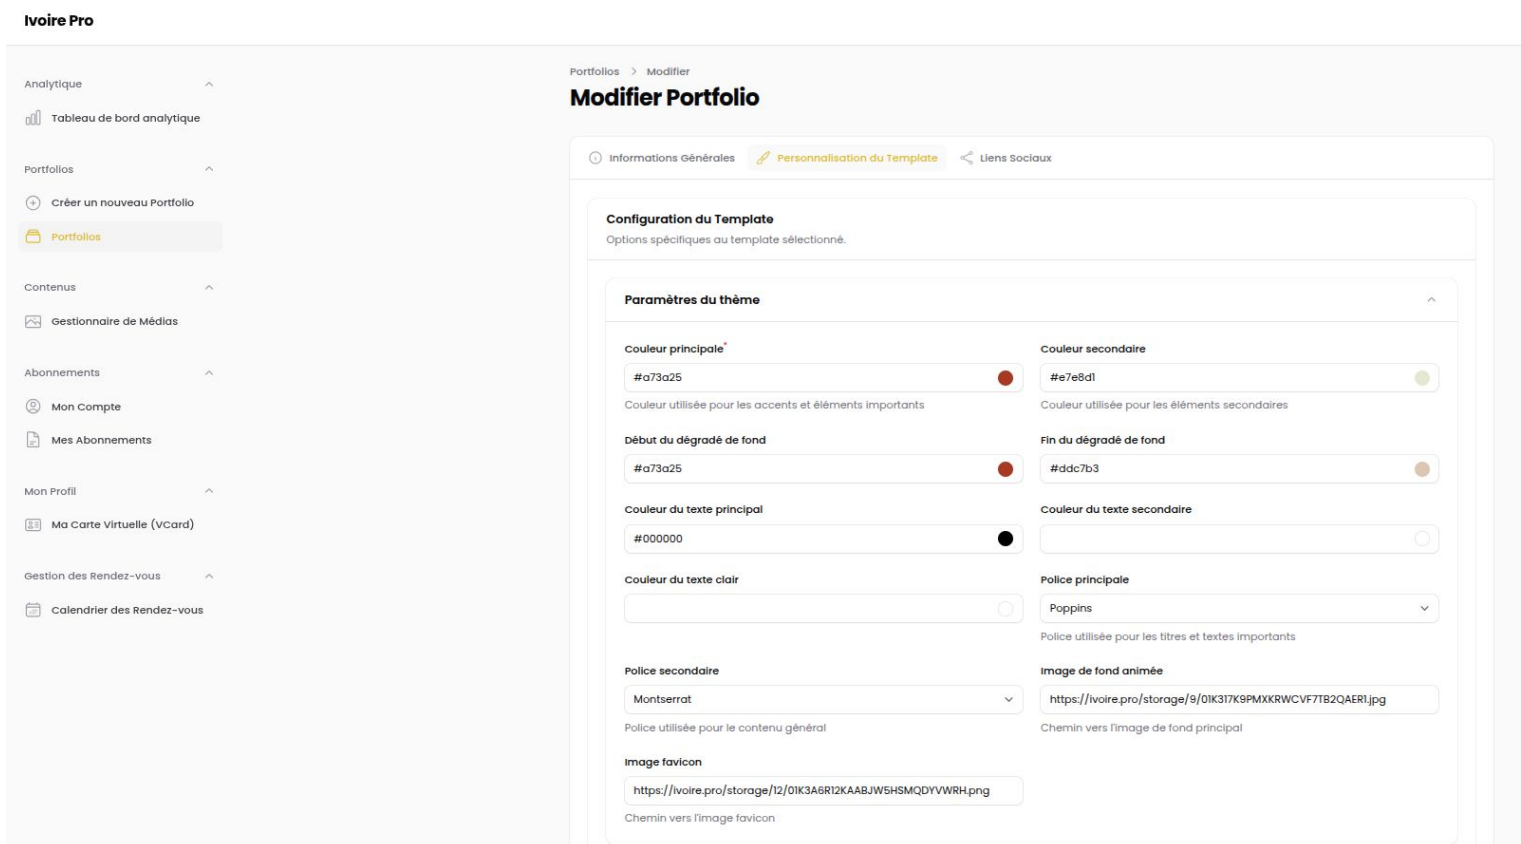 Ivoire Pro
Analytique
Tableau de bord analytique
Portfolios
Créer un nouveau Portfolio
Portfolios
Contenus
Gestionnaire de Médias
Abonnements
Mon Compte
Mes Abonnements
Mon Profil
Ma Carte Virtuelle (VCard)
Gestion des Rendez-vous
Calendrier des Rendez-vous
Portfolios > Modifier
Modifier Portfolio
Informations Générales Personnalisation du Template Liens Sociaux
Configuration du Template
Options spécifiques au template sélectionné.
Paramètres du thème
Couleur principale*
#a73a25
Couleur utilisée pour les accents et éléments importants
Couleur secondaire
#e7e8d1
Couleur utilisée pour les éléments secondaires
Début du dégradé de fond
#a73a25
Fin du dégradé de fond
#ddc7b3
Couleur du texte principal
#000000
Couleur du texte secondaire
Couleur du texte clair
Police principale
Poppins
Police utilisée pour les titres et textes importants
Police secondaire
Montserrat
Police utilisée pour le contenu général
Image de fond animée
https://ivoire.pro/storage/9/01K317K9PMXKRWCVF7TB2QAER1.jpg
Chemin vers l'image de fond principal
Image favicon
https://ivoire.pro/storage/12/01K3A6R12KAABJW5HSMQDYVWRH.png
Chemin vers l'image favicon